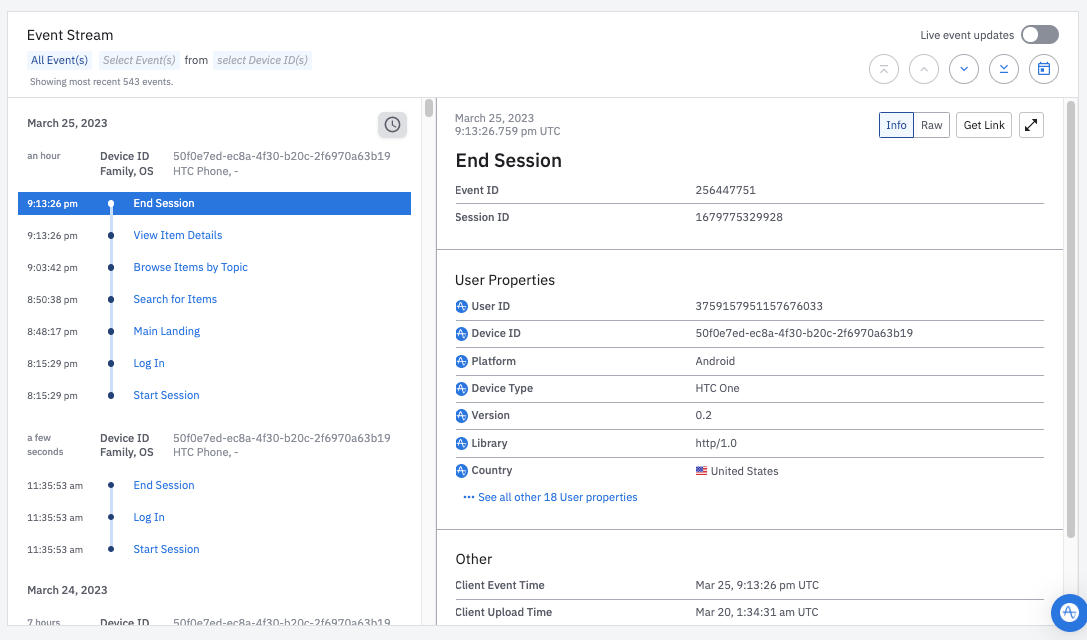 Event Stream
Live event updates
All Event(s) Select Event(s) from select Device ID(s)
Showing most recent 543 events.
March 25, 2023
an hour Device ID 50f0e7ed-ec8a-4f30-b20c-2f6970a63b19
Family, OS HTC Phone, -
9:13:26 pm End Session
9:13:26 pm View Item Details
9:03:42 pm Browse Items by Topic
8:50:38 pm Search for Items
8:48:17 pm Main Landing
8:15:29 pm Log In
8:15:29 pm Start Session
a few Device ID 50f0e7ed-ec8a-4f30-b20c-2f6970a63b19
seconds Family, OS HTC Phone, -
11:35:53 am End Session
11:35:53 am Log In
11:35:53 am Start Session
March 24, 2023
7 hours Device ID 50f0e7ed-ec8a-4f30-b20c-2f6970a63b19
March 25, 2023
9:13:26.759 pm UTC
Info Raw Get Link
End Session
Event ID 256447751
Session ID 1679775329928
User Properties
User ID 3759157951157676033
Device ID 50f0e7ed-ec8a-4f30-b20c-2f6970a63b19
Platform Android
Device Type HTC One
Version 0.2
Library http/1.0
Country United States
••• See all other 18 User properties
Other
Client Event Time Mar 25, 9:13:26 pm UTC
Client Upload Time Mar 20, 1:34:31 am UTC